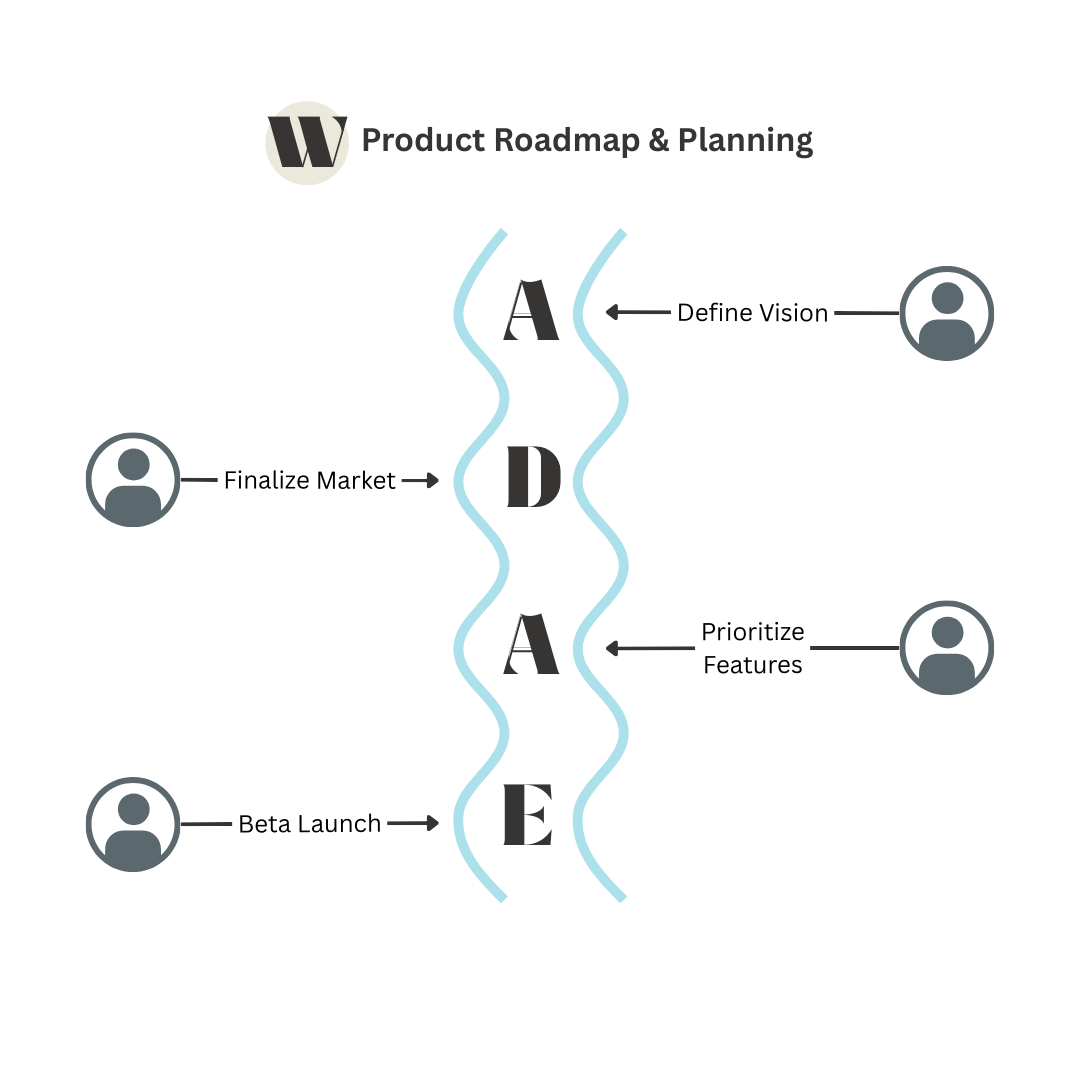 W Product Roadmap & Planning
A
Define Vision
Finalize Market
D
A
Prioritize
Features
Beta Launch
E